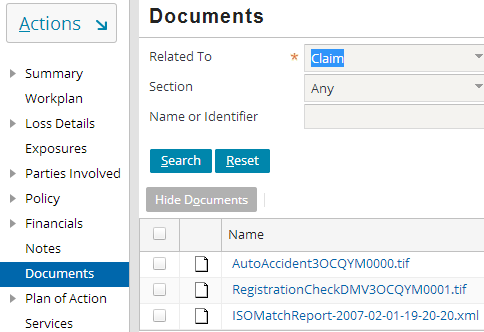 Actions
Summary
Workplan
Loss Details
Exposures
Parties Involved
Policy
Financials
Notes
Documents
Plan of Action
Services
Documents
Related To * Claim
Section Any
Name or Identifier
Search Reset
Hide Documents
Name
AutoAccident3OCQYM0000.tif
RegistrationCheckDMV3OCQYM0001.tif
ISOMatchReport-2007-02-01-19-20-20.xml